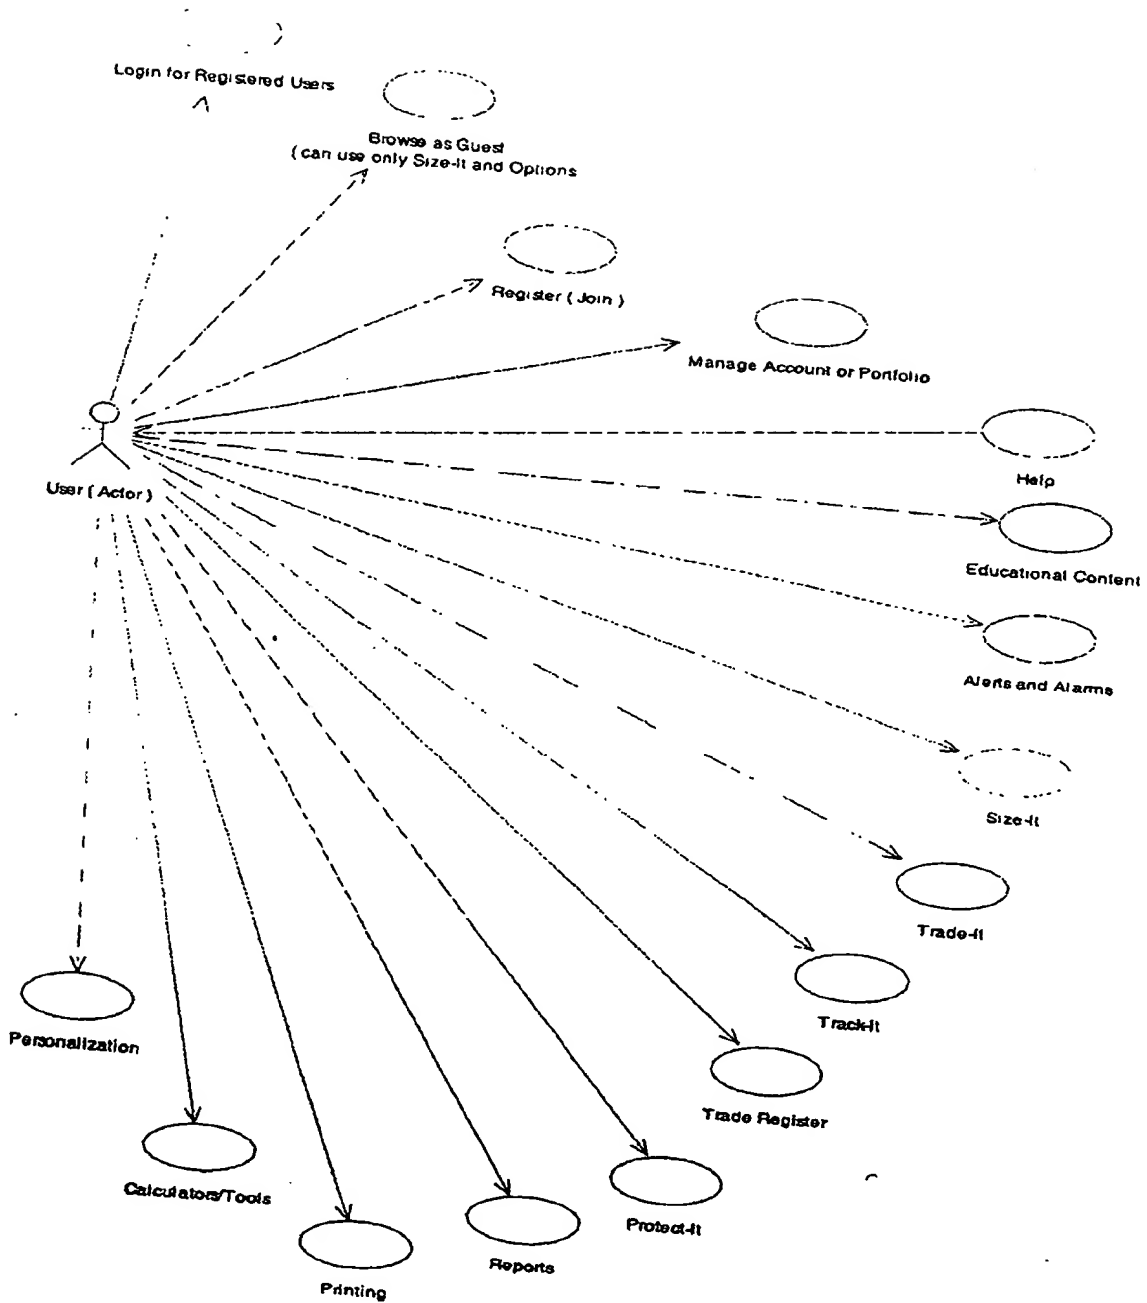 Login for Registered Users
Browse as Guest
( can use only Size-It and Options
Register ( Join )
Manage Account or Portfolio
Help
User ( Actor )
Educational Content
Alerts and Alarms
Size-It
Trade-It
Track-It
Personalization
Trade Register
Calculators/Tools
Protect-It
Reports
Printing